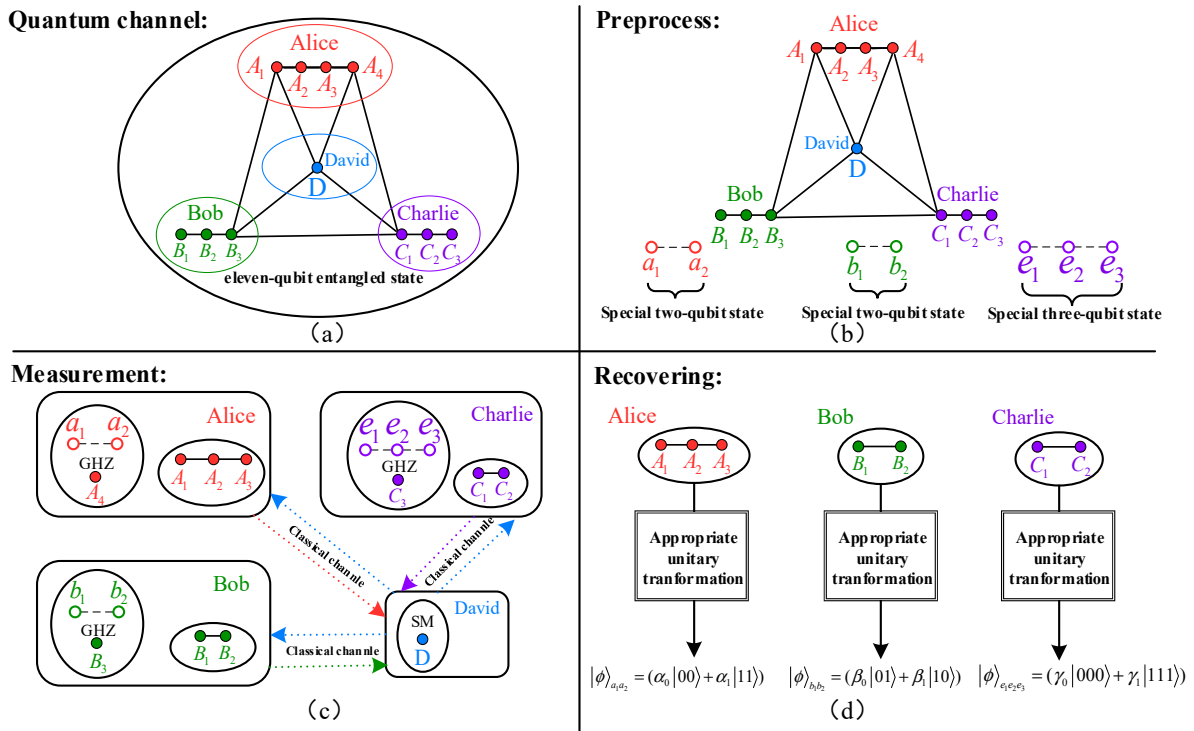 Quantum channel:
Alice
A₁ A₂ A₃ A₄
David
D
Bob
B₁ B₂ B₃
Charlie
C₁ C₂ C₃
eleven-qubit entangled state
(a)
Preprocess:
Alice
A₁ A₂ A₃ A₄
David
D
Bob
B₁ B₂ B₃
Charlie
C₁ C₂ C₃
a₁ a₂
b₁ b₂
e₁ e₂ e₃
Special two-qubit state
Special two-qubit state
Special three-qubit state
(b)
Measurement:
Alice
a₁ a₂
GHZ
A₄
A₁ A₂ A₃
Charlie
e₁ e₂ e₃
GHZ
C₃
C₁ C₂
Classical channle
Classical channle
Bob
b₁ b₂
GHZ
B₃
B₁ B₂
Classical channle
David
SM
D
(c)
Recovering:
Alice
A₁ A₂ A₃
Appropriate
unitary
tranformation
|ϕ⟩a₁a₂ = (α₀|00⟩+α₁|11⟩)
Bob
B₁ B₂
Appropriate
unitary
tranformation
|ϕ⟩b₁b₂ = (β₀|01⟩+β₁|10⟩)
Charlie
C₁ C₂
Appropriate
unitary
tranformation
|ϕ⟩e₁e₂e₃ = (γ₀|000⟩+γ₁|111⟩)
(d)